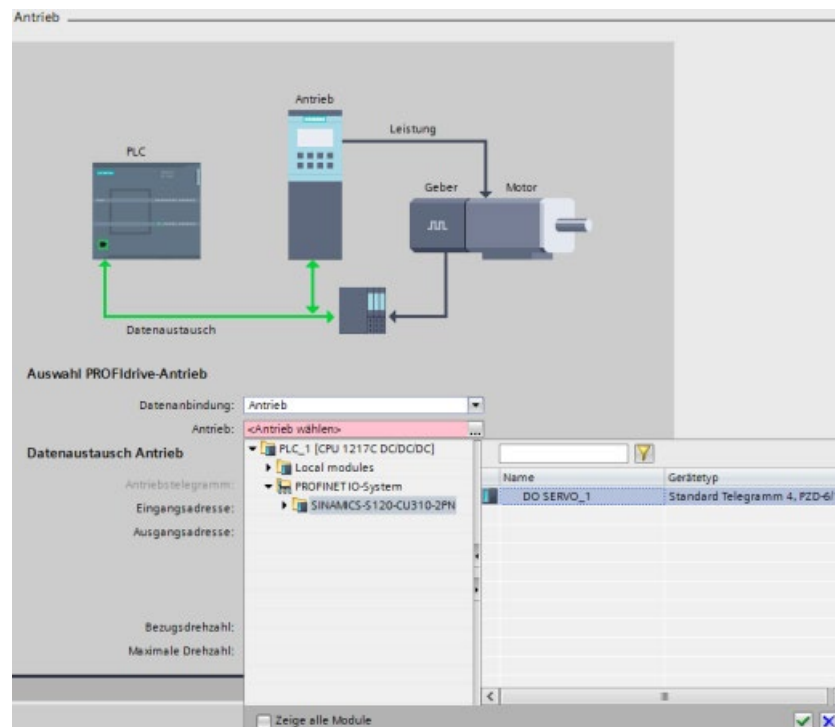 Antrieb
Antrieb
Leistung
PLC
Geber
Motor
Datenaustausch
Auswahl PROFIdrive-Antrieb
Datenanbindung: Antrieb
Antrieb: <Antrieb wählen> ...
Datenaustausch Antrieb
Antriebstelegramm:
Eingangsadresse:
Ausgangsadresse:
Bezugsdrehzahl:
Maximale Drehzahl:
PLC_1 [CPU 1217C DC/DC/DC]
Local modules
PROFINET IO-System
SINAMICS-S120-CU310-2PN
Name Gerätetyp
DO SERVO_1 Standard Telegramm 4, PZD-6/
Zeige alle Module